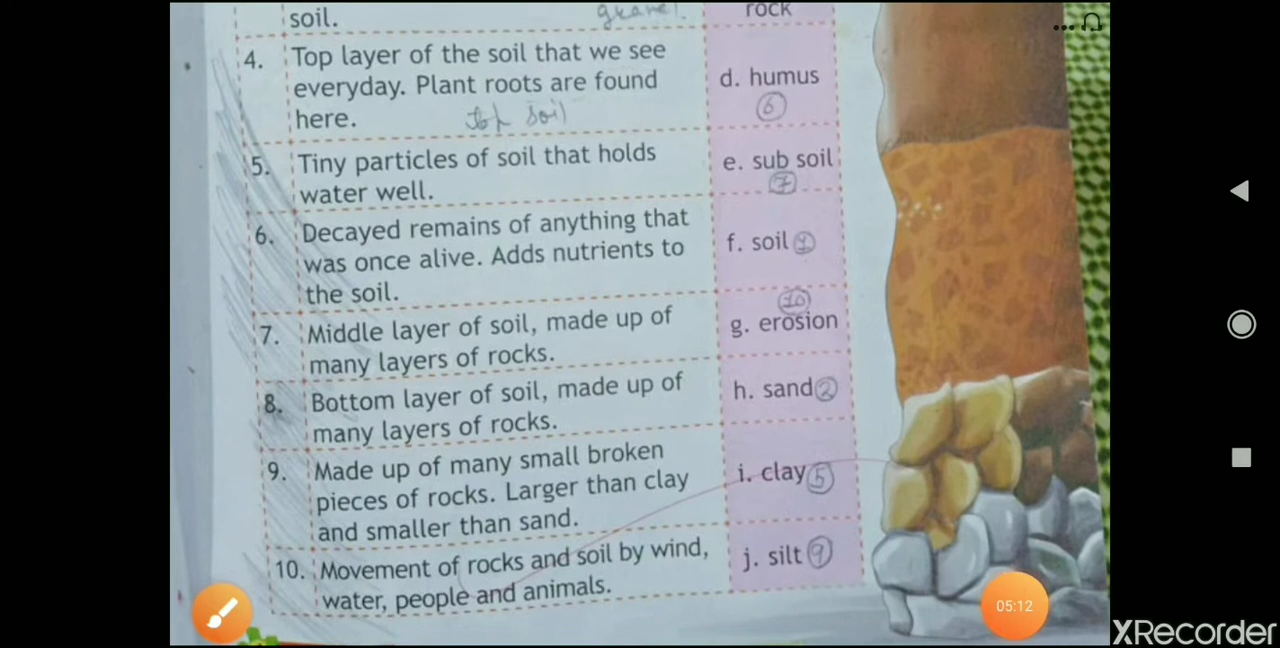 soil.
gravel.
rock
4. Top layer of the soil that we see
everyday. Plant roots are found
here.
top soil
d. humus
6
5. Tiny particles of soil that holds
water well.
e. sub soil
7
6. Decayed remains of anything that
was once alive. Adds nutrients to
the soil.
f. soil 1
7. Middle layer of soil, made up of
many layers of rocks.
10
g. erosion
8. Bottom layer of soil, made up of
many layers of rocks.
h. sand 2
9. Made up of many small broken
pieces of rocks. Larger than clay
and smaller than sand.
i. clay 5
10. Movement of rocks and soil by wind,
water, people and animals.
j. silt 9
05:12
XRecorder